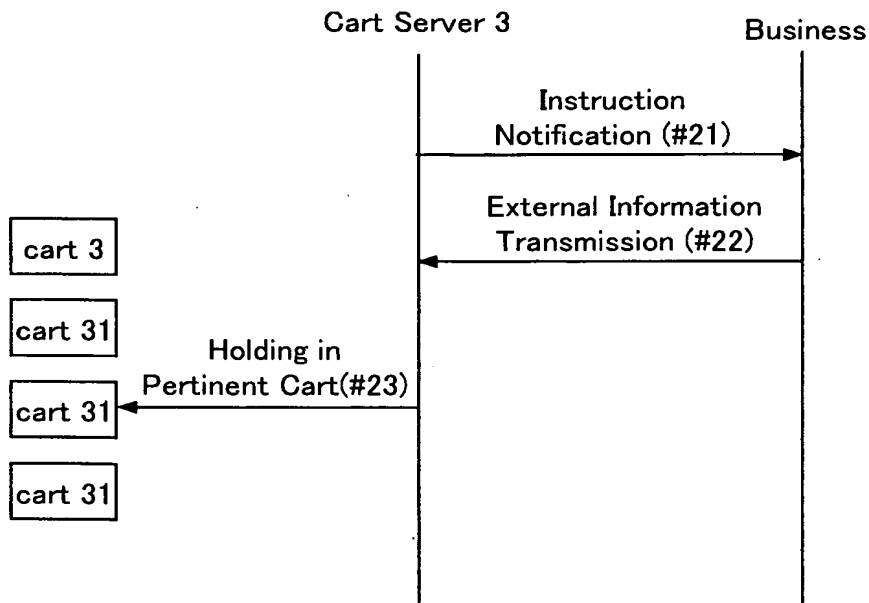 Cart Server 3
Business
Instruction
Notification (#21)
External Information
Transmission (#22)
cart 3
cart 31
Holding in
Pertinent Cart(#23)
cart 31
cart 31